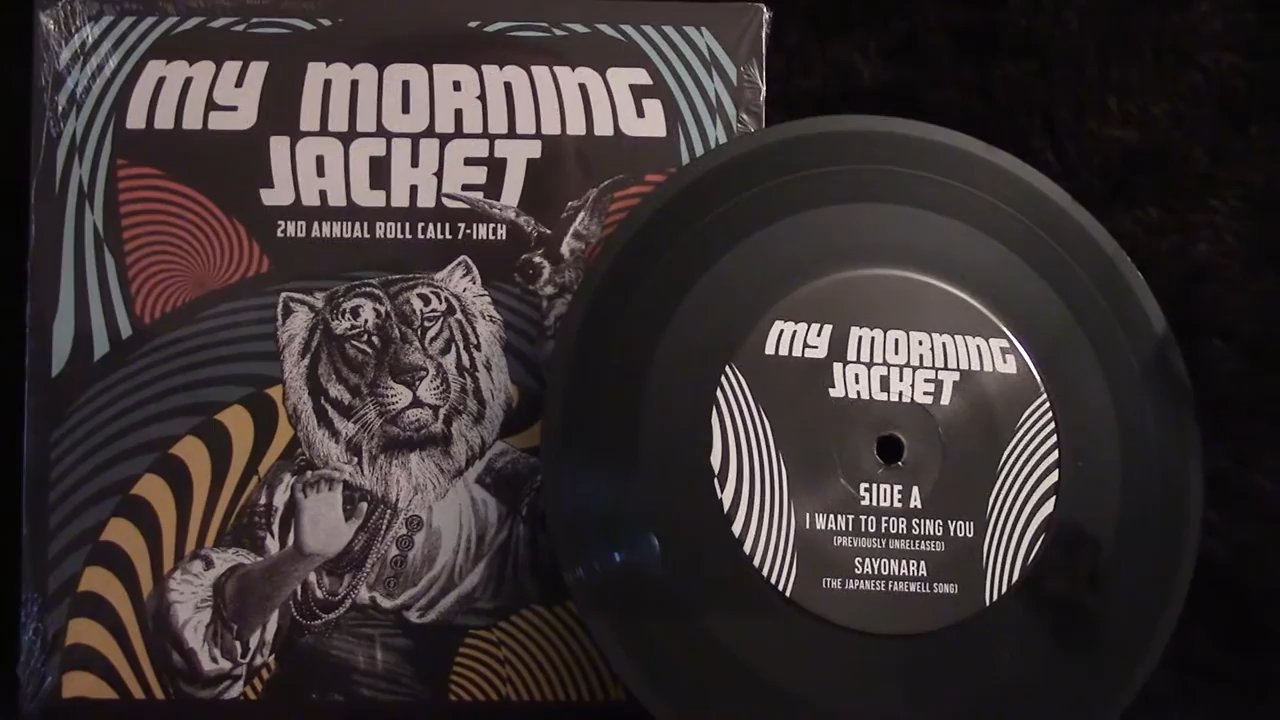 MY MORNING
JACKET
2ND ANNUAL ROLL CALL 7-INCH
MY MORNING
JACKET
SIDE A
I WANT TO FOR SING YOU
(PREVIOUSLY UNRELEASED)
SAYONARA
(THE JAPANESE FAREWELL SONG)